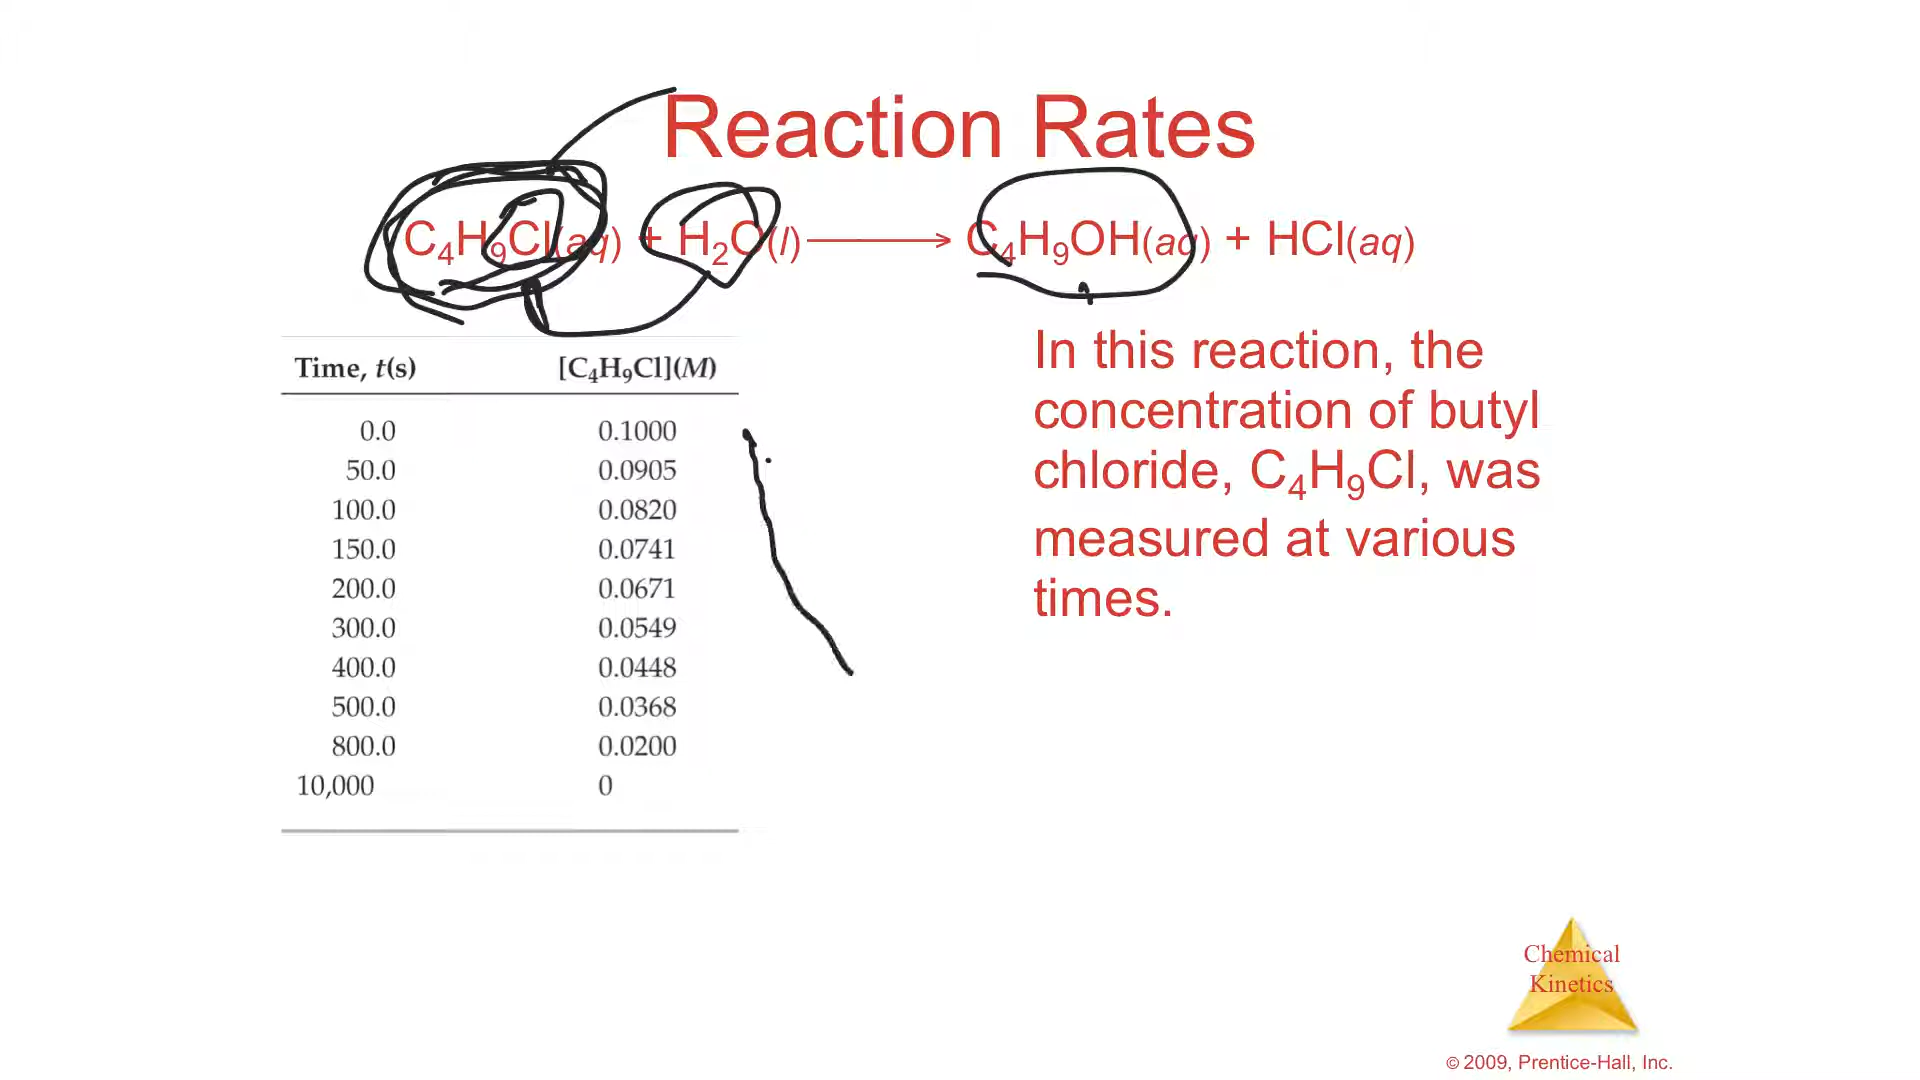 Reaction Rates
C₄H₉Cl(aq) + H₂O(l) ⟶ C₄H₉OH(aq) + HCl(aq)
Time, t(s) [C₄H₉Cl](M)
0.0 0.1000
50.0 0.0905
100.0 0.0820
150.0 0.0741
200.0 0.0671
300.0 0.0549
400.0 0.0448
500.0 0.0368
800.0 0.0200
10,000 0
In this reaction, the
concentration of butyl
chloride, C₄H₉Cl, was
measured at various
times.
Chemical
Kinetics
© 2009, Prentice-Hall, Inc.